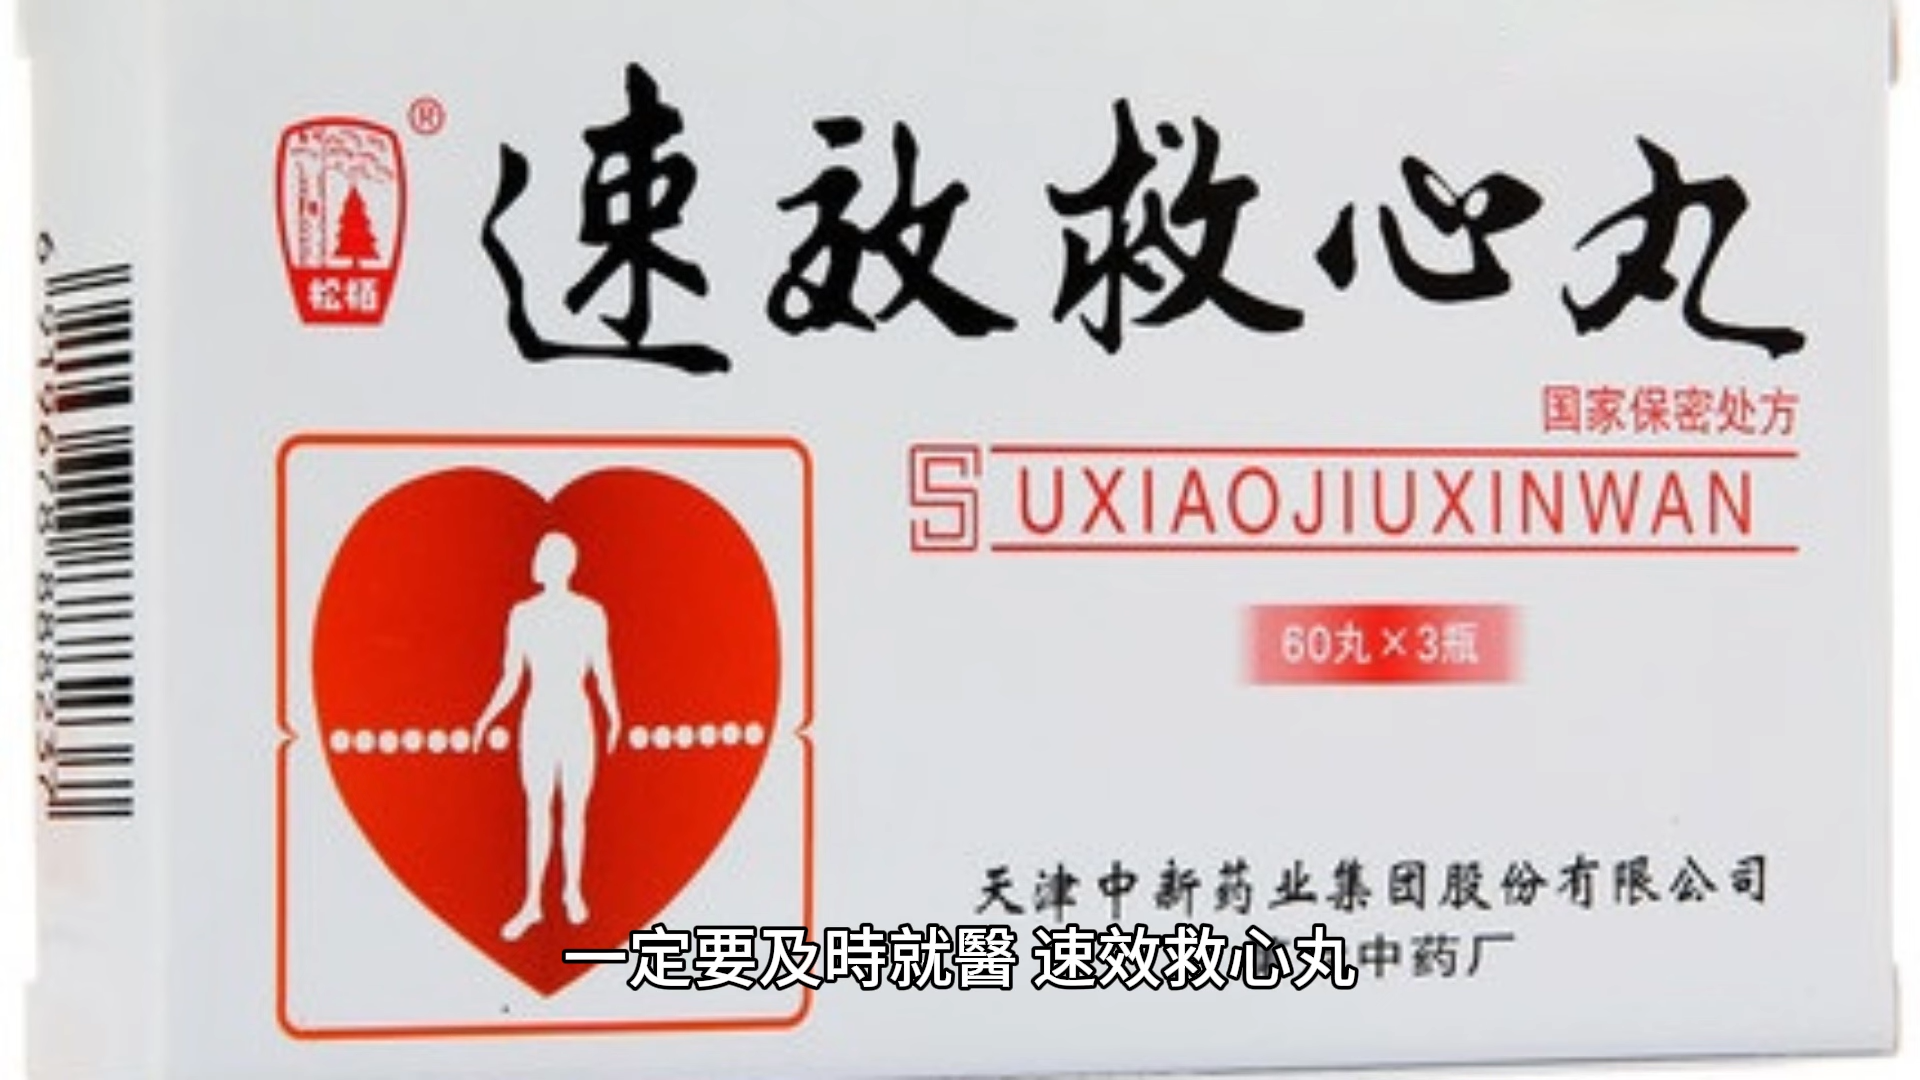 松栢
®
速效救心丸
国家保密处方
SUXIAOJIUXINWAN
60丸×3瓶
天津中新药业集团股份有限公司
中药厂
一定要及時就醫 速效救心丸